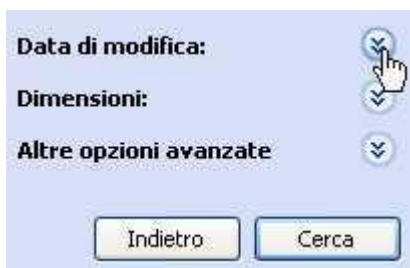 Data di modifica:
Dimensioni:
Altre opzioni avanzate
Indietro Cerca